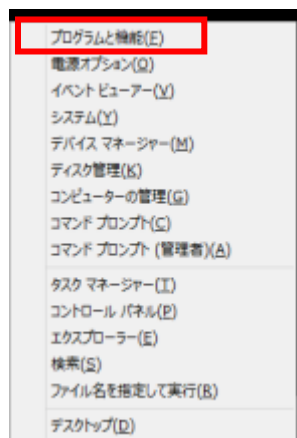 プログラムと機能(F)
電源オプション(O)
イベント ビューアー(V)
システム(Y)
デバイス マネージャー(M)
ディスク管理(K)
コンピューターの管理(G)
コマンド プロンプト(C)
コマンド プロンプト (管理者)(A)
タスク マネージャー(T)
コントロール パネル(P)
エクスプローラー(E)
検索(S)
ファイル名を指定して実行(R)
デスクトップ(D)